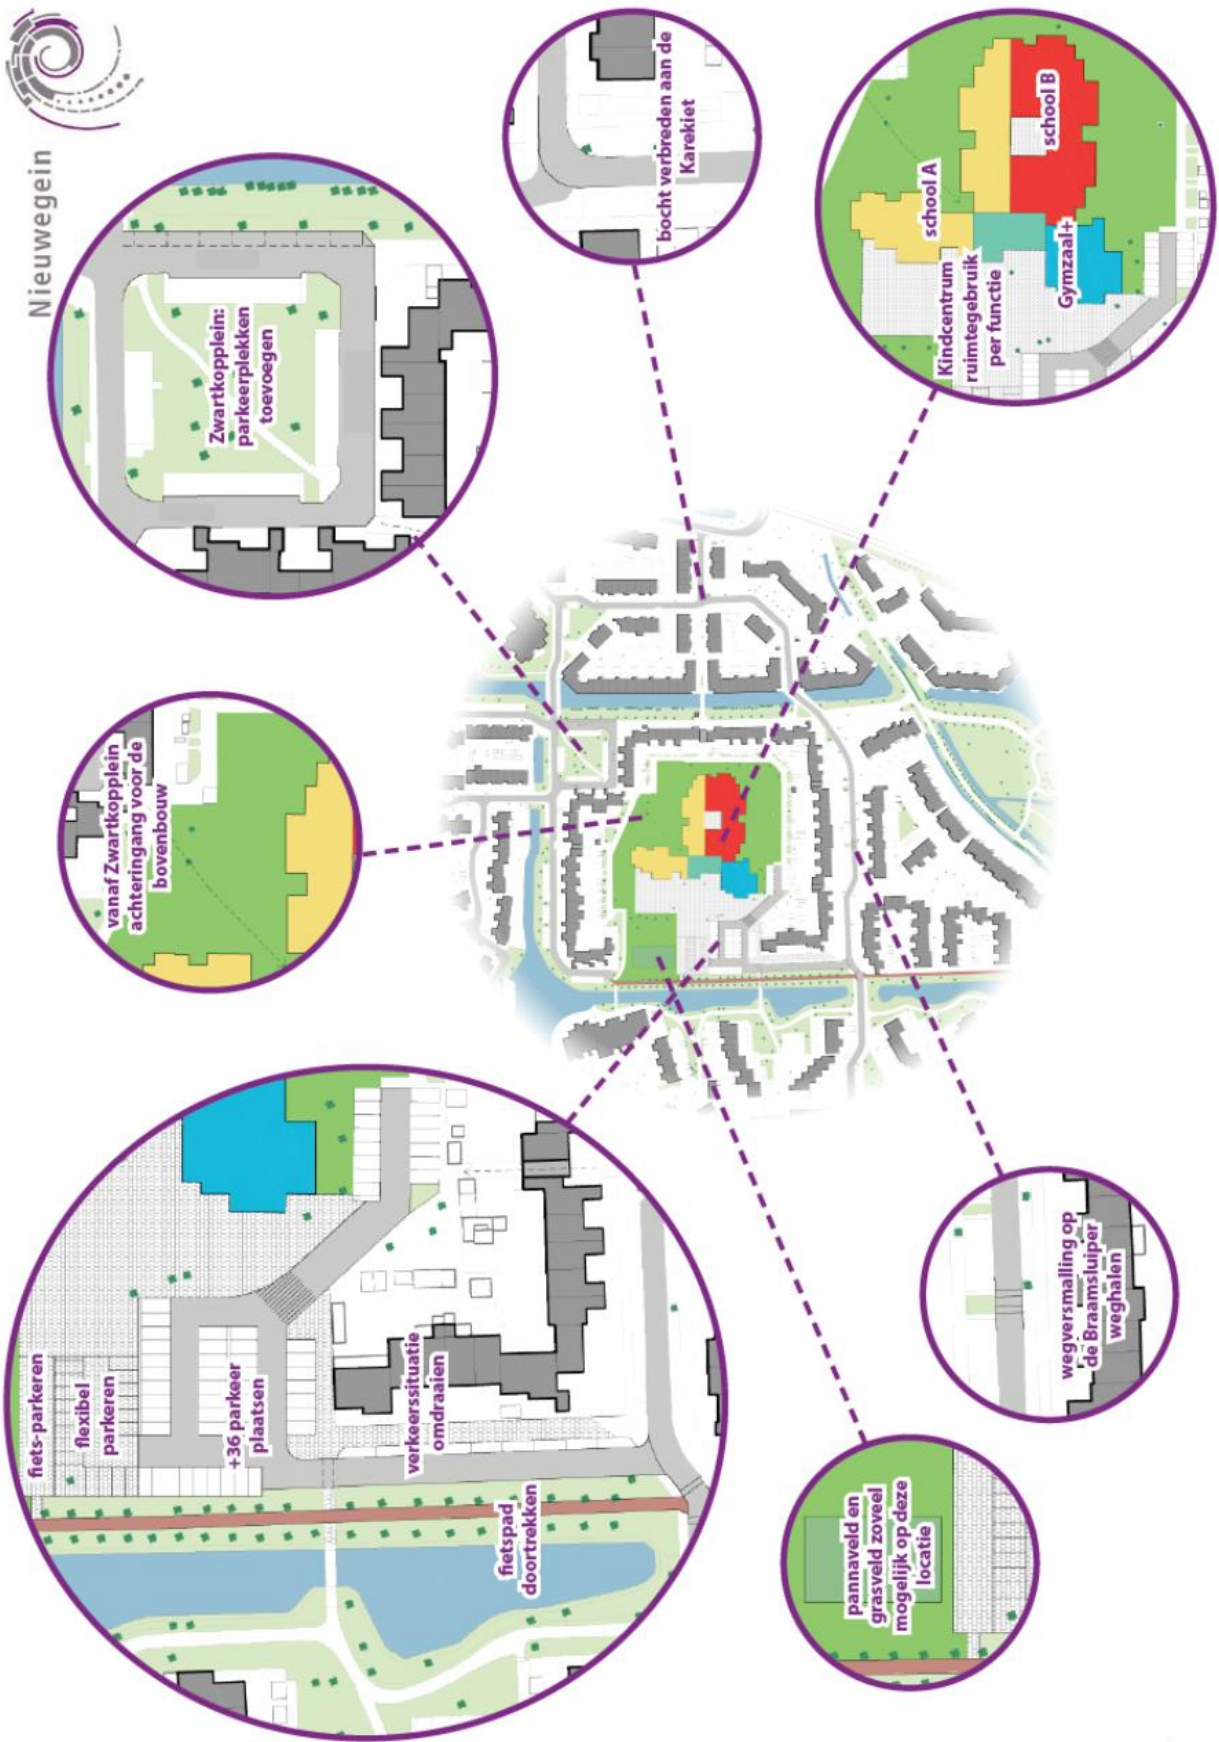 Nieuwegein
Zwartkopplein:
parkeerplekken
toevoegen
bocht verbreden aan de
Karekiet
school A
school B
Kindcentrum
ruimtegebruik
per functie
Gymzaal+
vanaf Zwartkopplein
achteringang voor de
bovenbouw
fiets-parkeren
flexibel
parkeren
+36 parkeer
plaatsen
verkeerssituatie
omdraaien
fietspad
doortrekken
pannaveld en
grasveld zoveel
mogelijk op deze
locatie
wegversmalling op
de Braamsluiper
weghalen